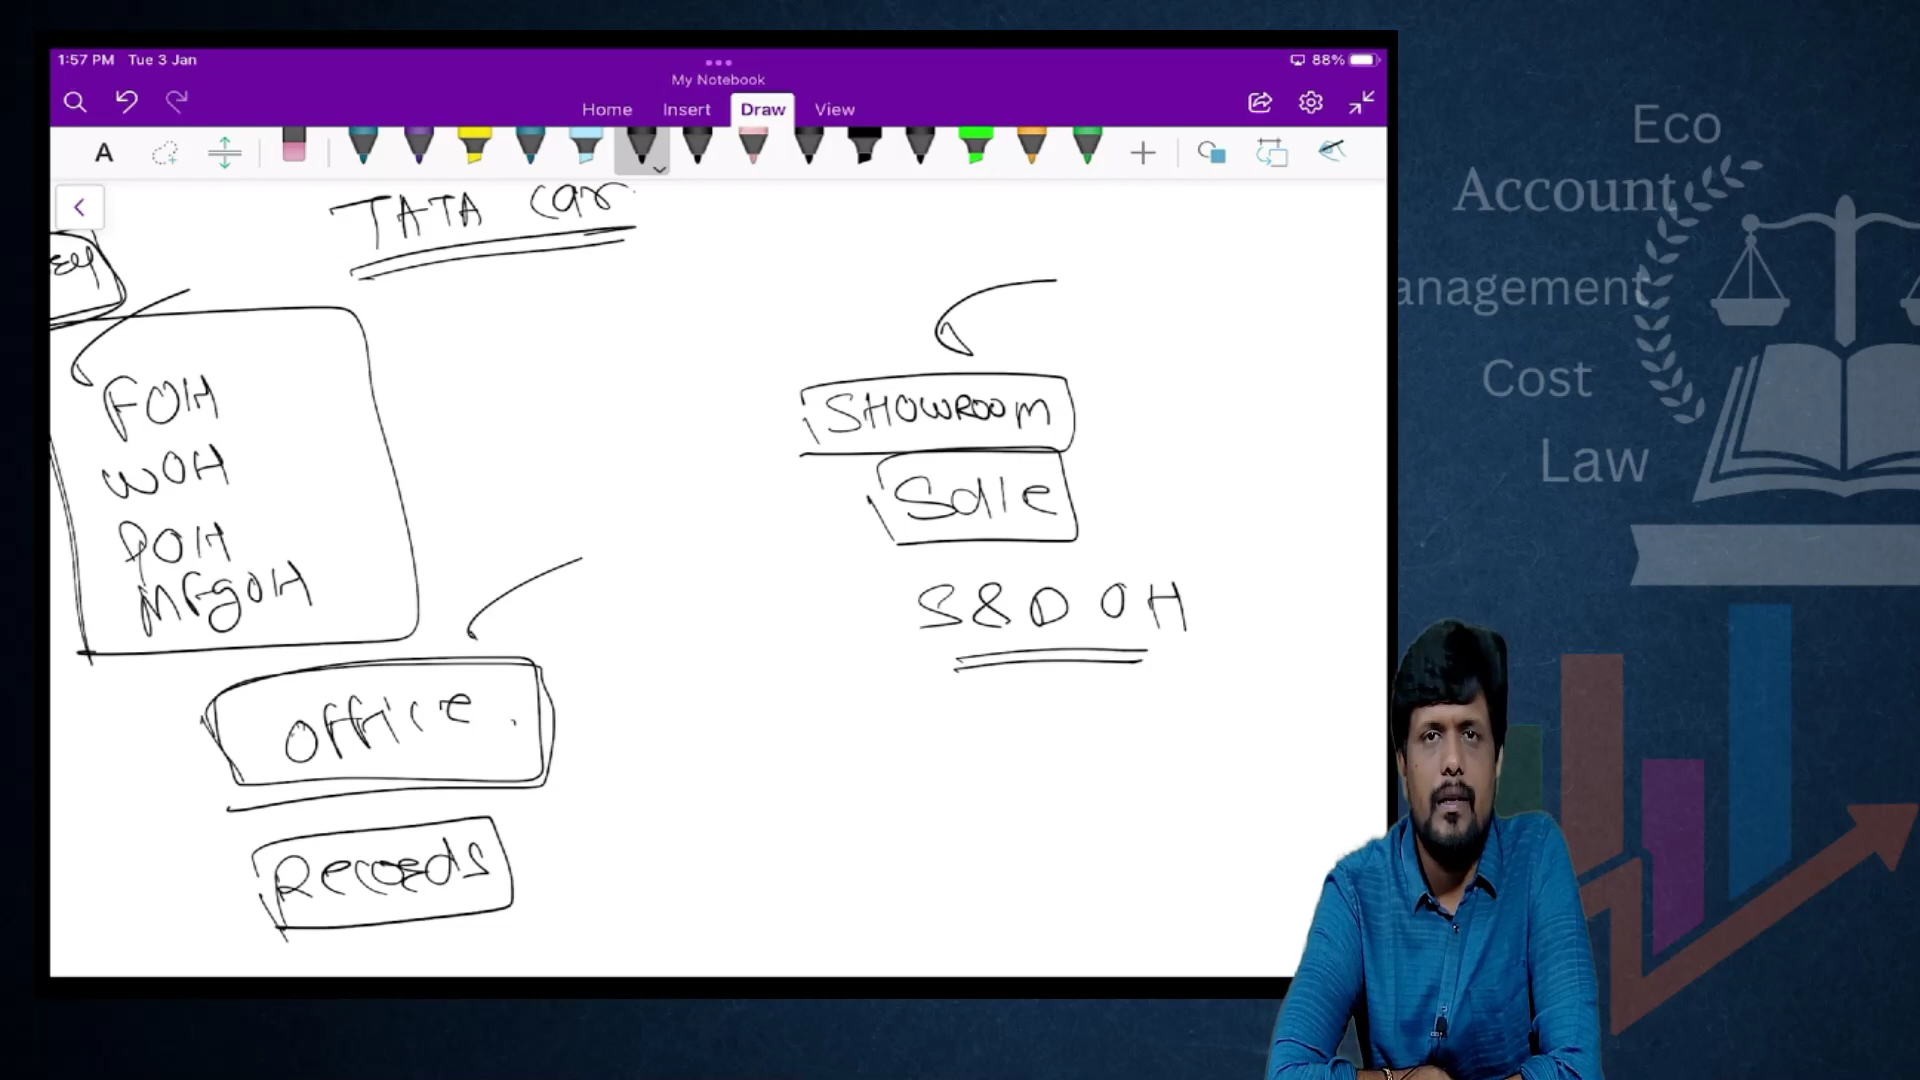 1:57 PM Tue 3 Jan
88%
My Notebook
Home Insert Draw View
A
TATA Car
FOH
WOH
POH
MFgOH
SHOWROOM
Sale
S&D OH
Office
Records
Eco
Account
anagement
Cost
Law